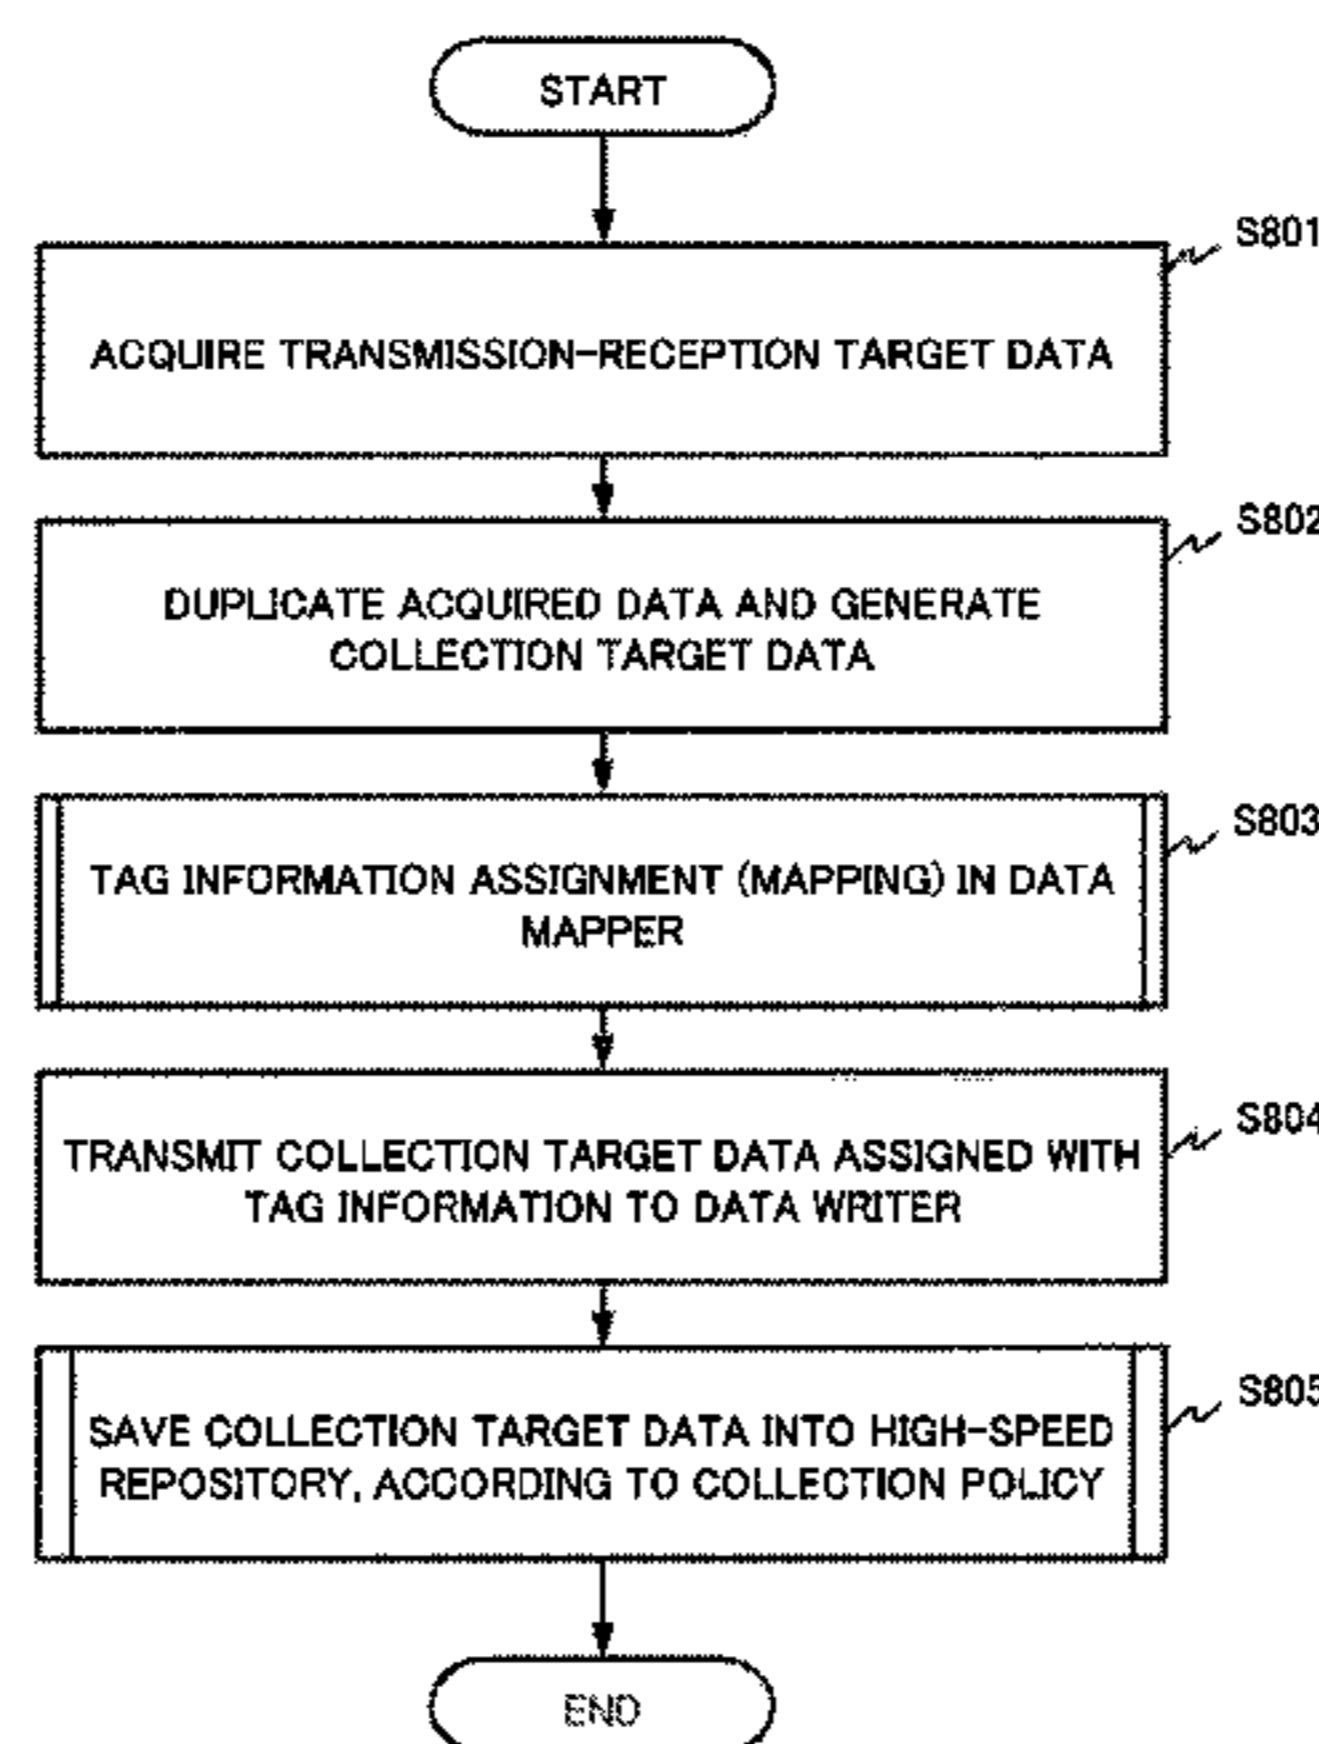 START
S801
ACQUIRE TRANSMISSION-RECEPTION TARGET DATA
S802
DUPLICATE ACQUIRED DATA AND GENERATE
COLLECTION TARGET DATA
S803
TAG INFORMATION ASSIGNMENT (MAPPING) IN DATA
MAPPER
S804
TRANSMIT COLLECTION TARGET DATA ASSIGNED WITH
TAG INFORMATION TO DATA WRITER
S805
SAVE COLLECTION TARGET DATA INTO HIGH-SPEED
REPOSITORY, ACCORDING TO COLLECTION POLICY
END